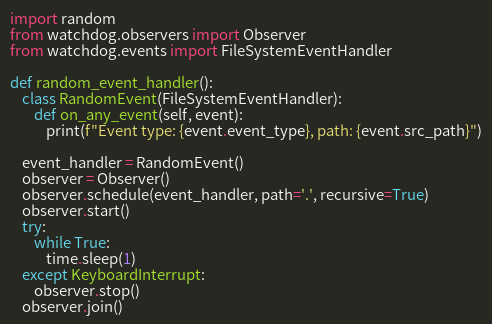 import random
from watchdog.observers import Observer
from watchdog.events import FileSystemEventHandler

def random_event_handler():
    class RandomEvent(FileSystemEventHandler):
        def on_any_event(self, event):
            print(f"Event type: {event.event_type}, path: {event.src_path}")

    event_handler = RandomEvent()
    observer = Observer()
    observer.schedule(event_handler, path='.', recursive=True)
    observer.start()
    try:
        while True:
            time.sleep(1)
    except KeyboardInterrupt:
        observer.stop()
    observer.join()